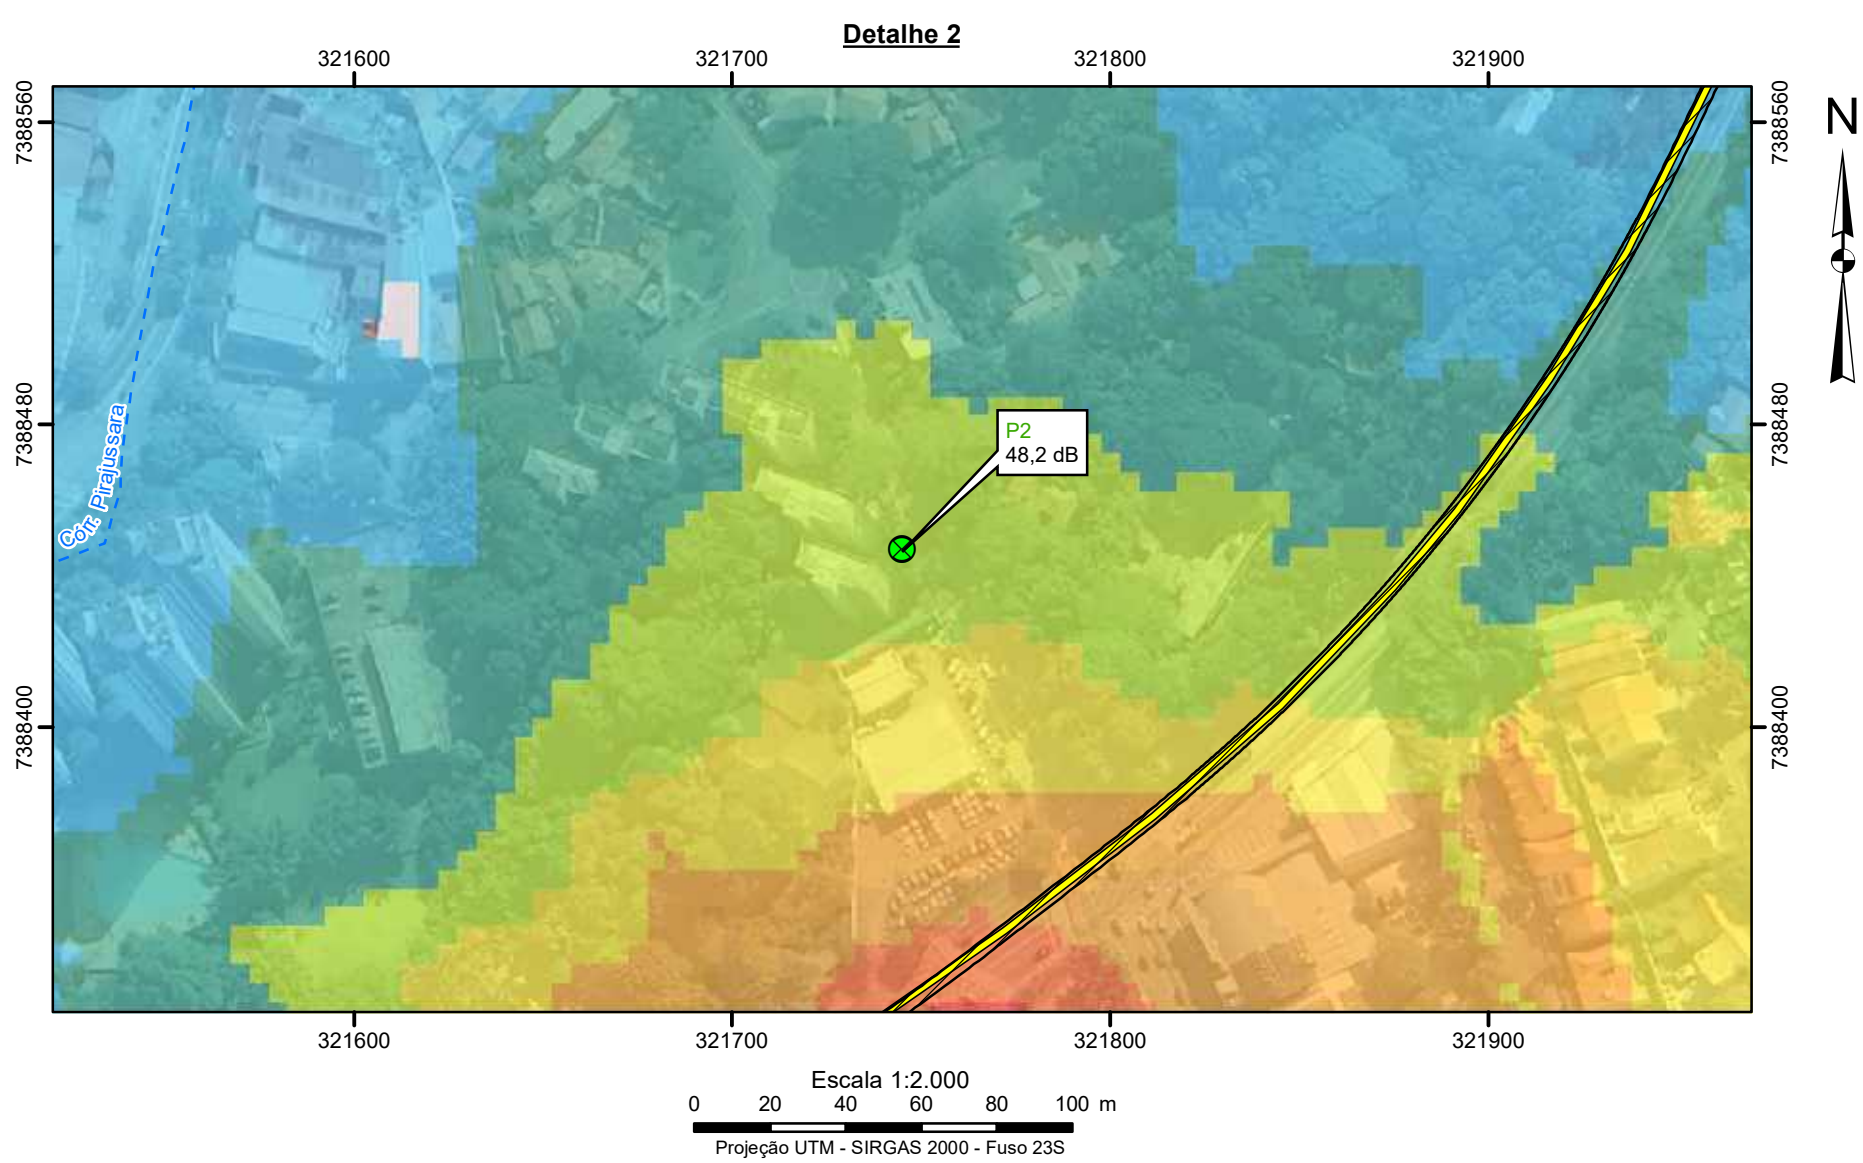 Detalhe 2
321600 321700 321800 321900
N
7388560 7388560
7388480 7388480
7388400 7388400
P2
48,2 dB
Córr. Pirajussara
321600 321700 321800 321900
Escala 1:2.000
0 20 40 60 80 100 m
Projeção UTM - SIRGAS 2000 - Fuso 23S